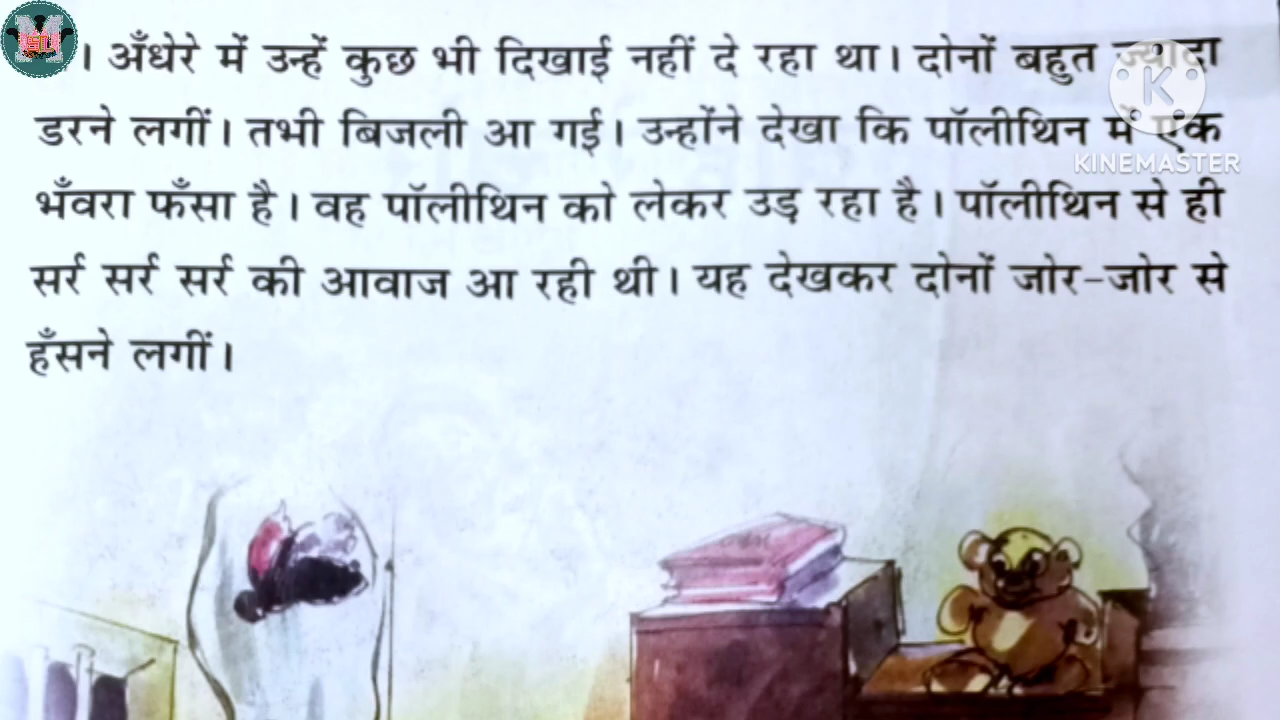 । अँधेरे में उन्हें कुछ भी दिखाई नहीं दे रहा था। दोनों बहुत ज्यादा
डरने लगीं। तभी बिजली आ गई। उन्होंने देखा कि पॉलीथिन में एक
भँवरा फँसा है। वह पॉलीथिन को लेकर उड़ रहा है। पॉलीथिन से ही
सर्र सर्र सर्र की आवाज आ रही थी। यह देखकर दोनों जोर-जोर से
हँसने लगीं।
K
KINEMASTER